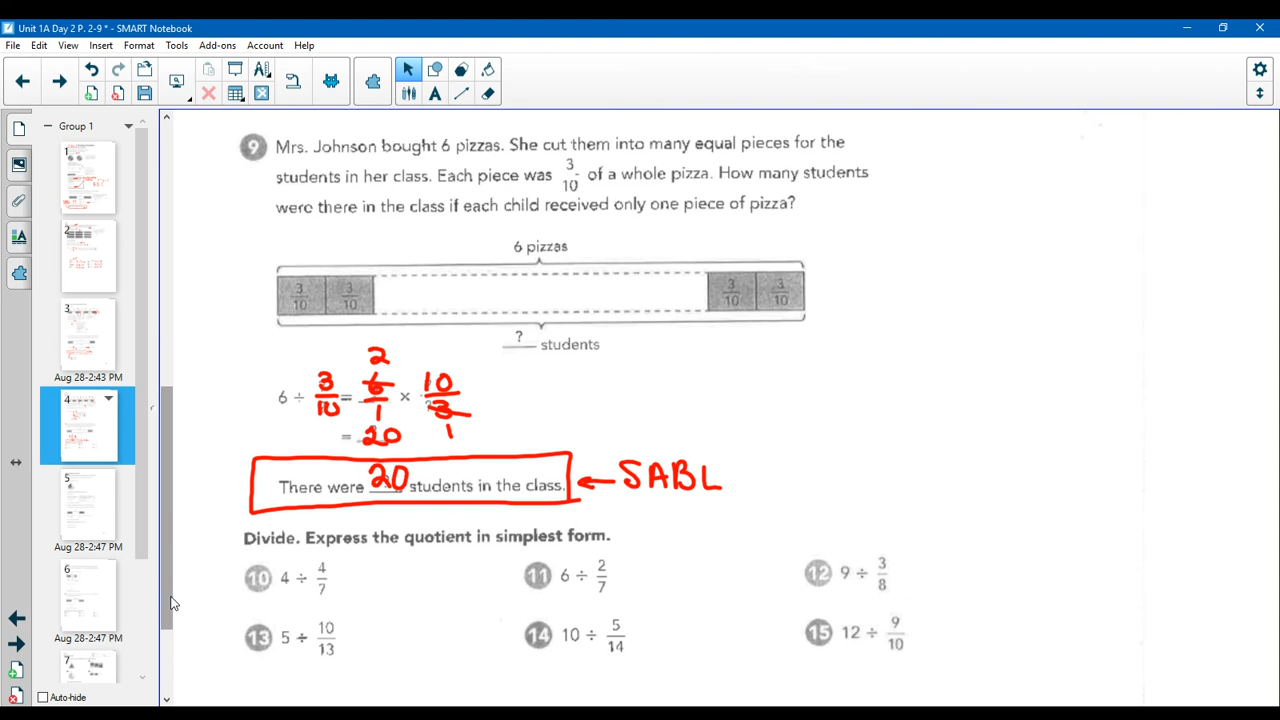 Unit 1A Day 2 P. 2-9 * - SMART Notebook
File Edit View Insert Format Tools Add-ons Account Help
Group 1
1
2
3
Aug 28-2:43 PM
4
5
Aug 28-2:47 PM
6
Aug 28-2:47 PM
7
Auto-hide
9 Mrs. Johnson bought 6 pizzas. She cut them into many equal pieces for the
students in her class. Each piece was 3/10 of a whole pizza. How many students
were there in the class if each child received only one piece of pizza?
6 pizzas
3/10 3/10 3/10 3/10
? students
2
6 ÷ 3/10 = 6/1 × 10/3
1
= 20
There were 20 students in the class. ← SABL
Divide. Express the quotient in simplest form.
10 4 ÷ 4/7 11 6 ÷ 2/7 12 9 ÷ 3/8
13 5 ÷ 10/13 14 10 ÷ 5/14 15 12 ÷ 9/10